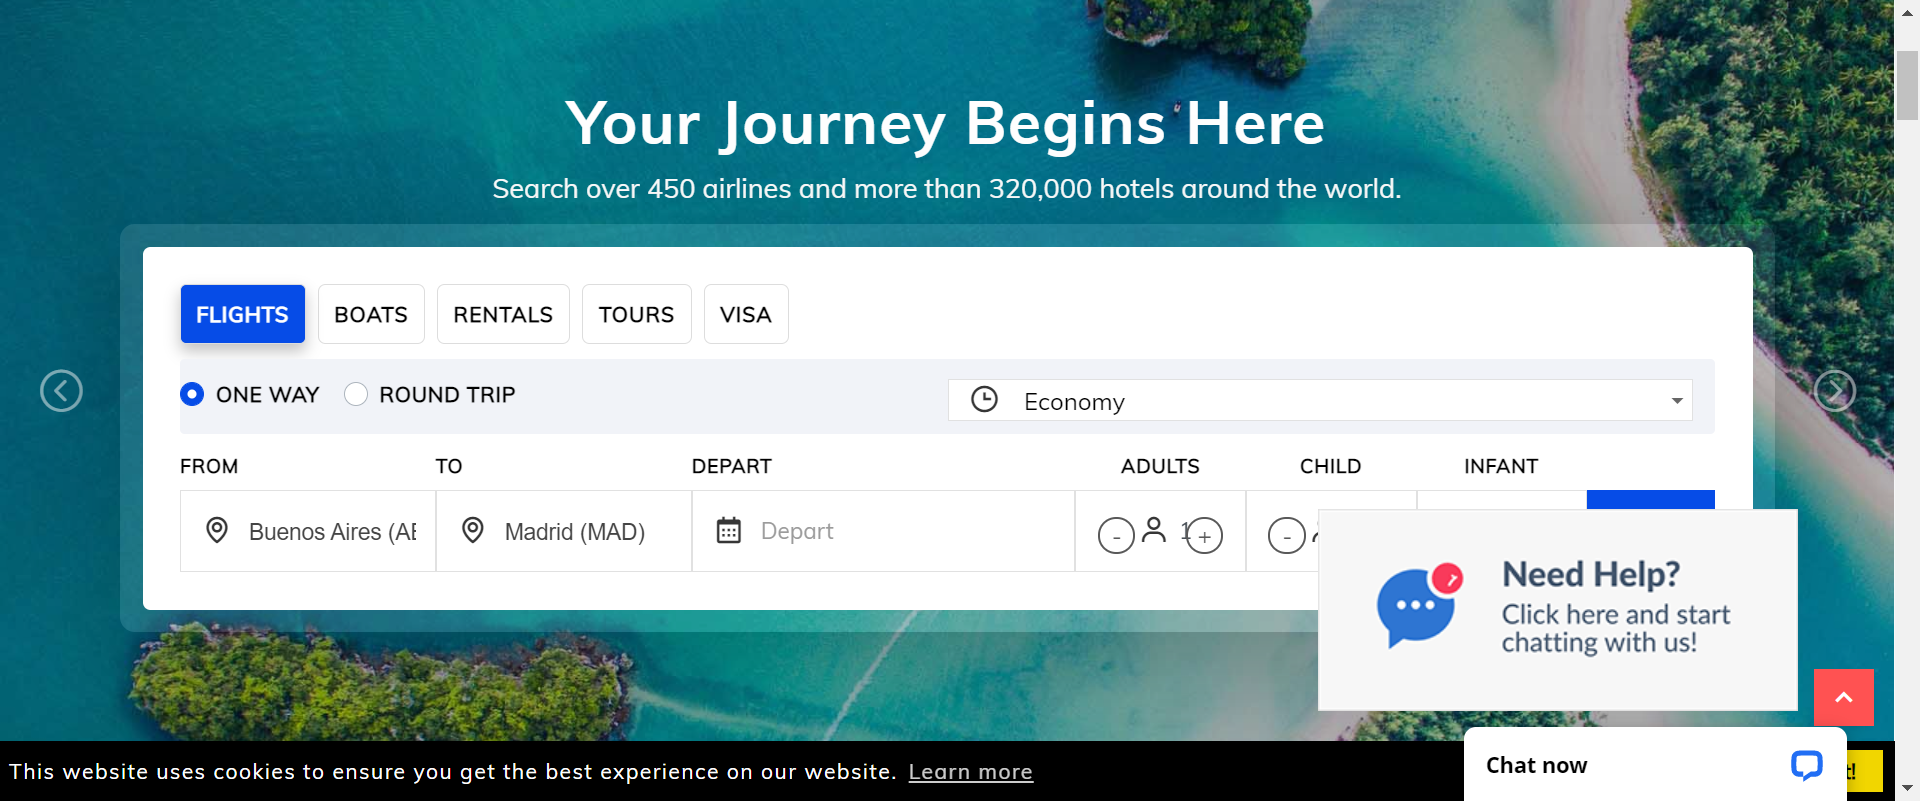 Your Journey Begins Here
Search over 450 airlines and more than 320,000 hotels around the world.
FLIGHTS
BOATS
RENTALS
TOURS
VISA
ONE WAY
ROUND TRIP
Economy
FROM
TO
DEPART
ADULTS
CHILD
INFANT
Buenos Aires (AE
Madrid (MAD)
Depart
- 1 +
-
1
Need Help?
Click here and start
chatting with us!
This website uses cookies to ensure you get the best experience on our website. Learn more
Chat now
t!